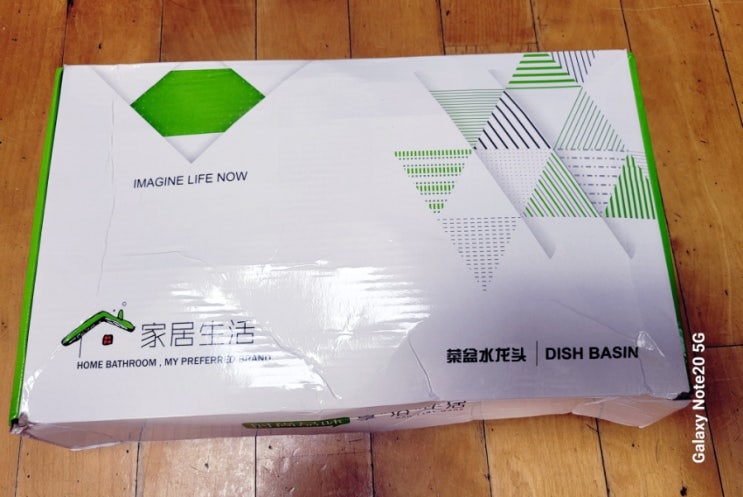 IMAGINE LIFE NOW
家居生活
HOME BATHROOM , MY PREFERRED BRAND
菜盆水龙头 | DISH BASIN
Galaxy Note20 5G